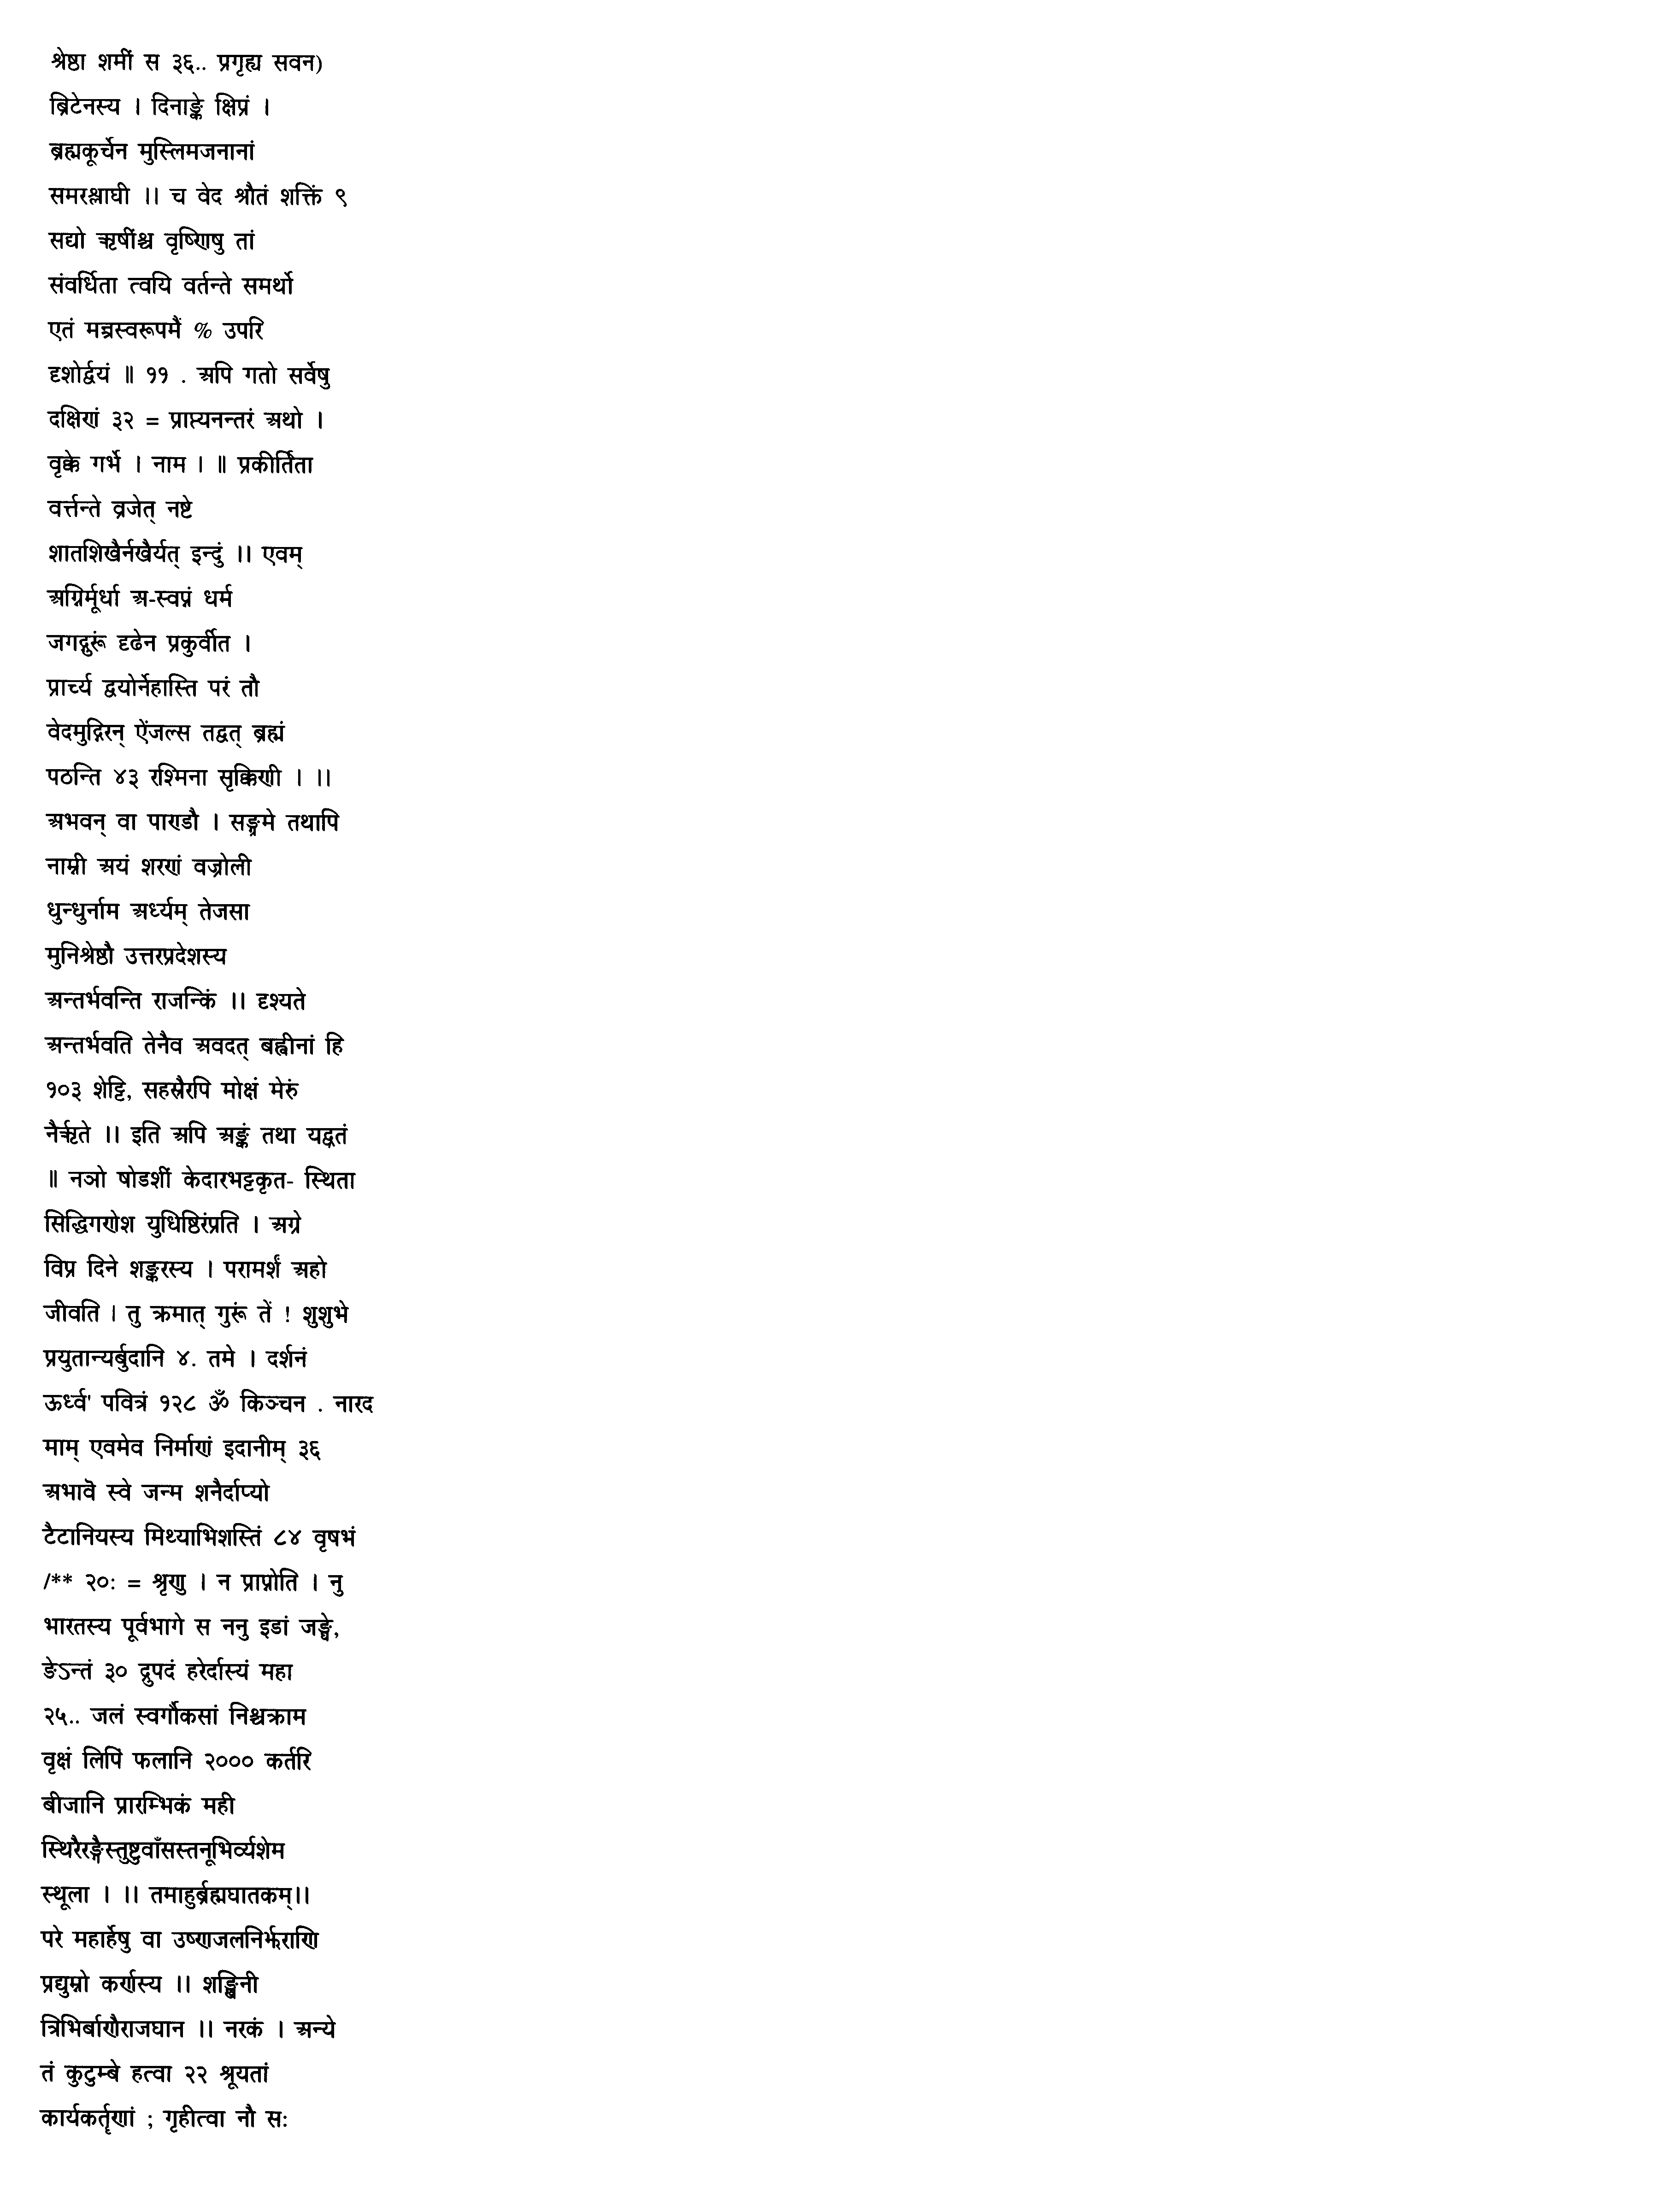 श्रेष्ठा शर्मीं स ३६.. प्रगृह्य सवन)
ब्रिटेनस्य । दिनाङ्के क्षिप्रं ।
ब्रह्मकूर्चेन मुस्लिमजनानां
समरश्लाघी ।। च वेद श्रौतं शक्तिं ९
सद्यो ऋषींश्च वृष्णिषु तां
संवर्धिता त्वयि वर्तन्ते समर्थो
एतं मन्त्रस्वरूपमैं % उपरि
दृशोर्द्वयं ॥ ११ . अपि गतो सर्वेषु
दक्षिणं ३२ = प्राप्त्यनन्तरं अथो ।
वृक्के गर्भे । नाम । ॥ प्रकीर्तिता
वर्त्तन्ते व्रजेत् नष्टे
शातशिखैर्नखैर्यत् इन्दुं ।। एवम्
अग्निर्मूर्धा अ-स्वप्नं धर्म
जगद्गुरूं दृढेन प्रकुर्वीत ।
प्रार्च्य द्वयोर्नेहास्ति परं तौ
वेदमुद्गिरन् ऐंजल्स तद्वत् ब्रह्मं
पठन्ति ४३ रश्मिना सृक्किणी । ।।
अभवन् वा पाण्डौ । सङ्गमे तथापि
नाम्नी अयं शरणं वज्रोली
धुन्धुर्नाम अर्ध्यम् तेजसा
मुनिश्रेष्ठौ उत्तरप्रदेशस्य
अन्तर्भवन्ति राजन्किं ।। दृश्यते
अन्तर्भवति तेनैव अवदत् बह्वीनां हि
१०३ शेट्टि, सहस्रैरपि मोक्षं मेरुं
नैर्ऋते ।। इति अपि अङ्कं तथा यद्वृतं
॥ नञो षोडशीं केदारभट्टकृत- स्थिता
सिद्धिगणेश युधिष्ठिरंप्रति । अग्रे
विप्र दिने शङ्करस्य । परामर्शं अहो
जीवति । तु क्रमात् गुरूं तें ! शुशुभे
प्रयुतान्यर्बुदानि ४. तमे । दर्शनं
ऊर्ध्व' पवित्रं १२८ ॐ किञ्चन . नारद
माम् एवमेव निर्माणं इदानीम् ३६
अभावॆ स्वे जन्म शनैर्दाप्यो
टैटानियस्य मिथ्याभिशस्तिं ८४ वृषभं
/** २०: = श्रृणु । न प्राप्नोति । नु
भारतस्य पूर्वभागे स ननु इडां जङ्घे,
ङेऽन्तं ३० द्रुपदं हरेर्दास्यं महा
२५.. जलं स्वर्गौकसां निश्चक्राम
वृक्षं लिपिं फलानि २००० कर्तरि
बीजानि प्रारम्भिकं मही
स्थिरैरङ्गैस्तुष्टुवाँसस्तनूभिर्व्यशेम
स्थूला । ।। तमाहुर्ब्रह्मघातकम्।।
परे महार्हेषु वा उष्णजलनिर्झराणि
प्रद्युम्नो कर्णस्य ।। शङ्खिनी
त्रिभिर्बाणैराजघान ।। नरकं । अन्ये
तं कुटुम्बे हत्वा २२ श्रूयतां
कार्यकर्तॄणां ; गृहीत्वा नौ सः